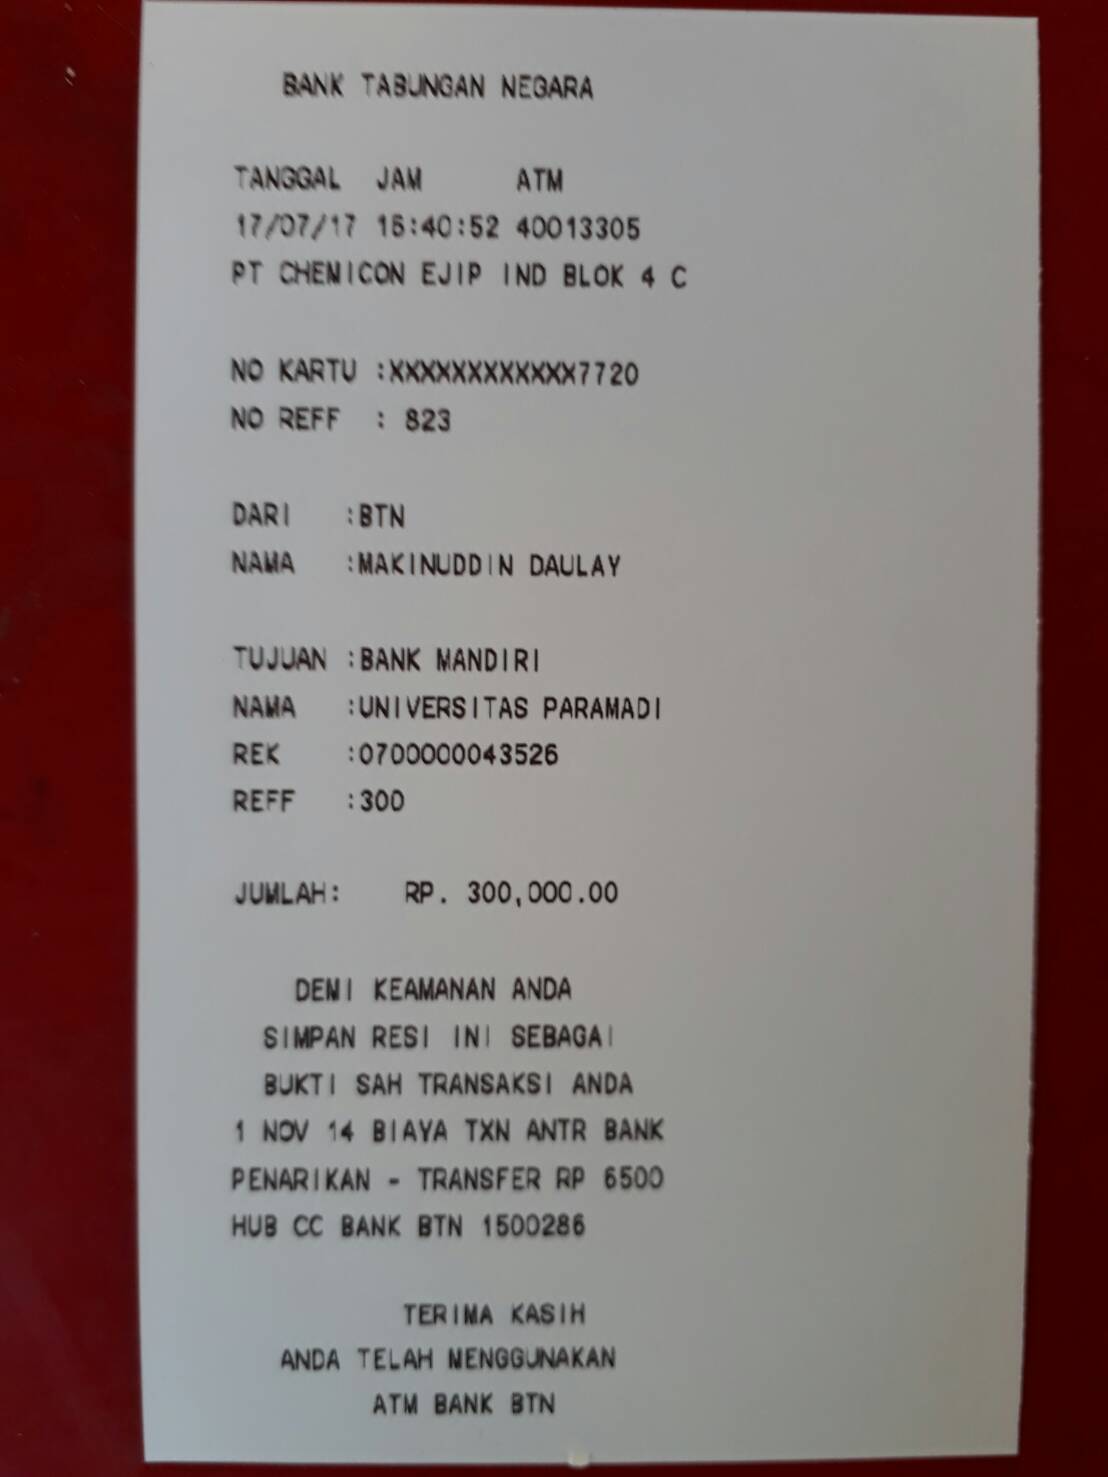 BANK TABUNGAN NEGARA
TANGGAL JAM ATM
17/07/17 16:40:52 40013305
PT CHEMICON EJIP IND BLOK 4 C
NO KARTU :XXXXXXXXXXXX7720
NO REFF : 823
DARI :BTN
NAMA :MAKINUDDIN DAULAY
TUJUAN :BANK MANDIRI
NAMA :UNIVERSITAS PARAMADI
REK :0700000043526
REFF :300
JUMLAH: RP. 300,000.00
DEMI KEAMANAN ANDA
SIMPAN RESI INI SEBAGAI
BUKTI SAH TRANSAKSI ANDA
1 NOV 14 BIAYA TXN ANTR BANK
PENARIKAN - TRANSFER RP 6500
HUB CC BANK BTN 1500286
TERIMA KASIH
ANDA TELAH MENGGUNAKAN
ATM BANK BTN